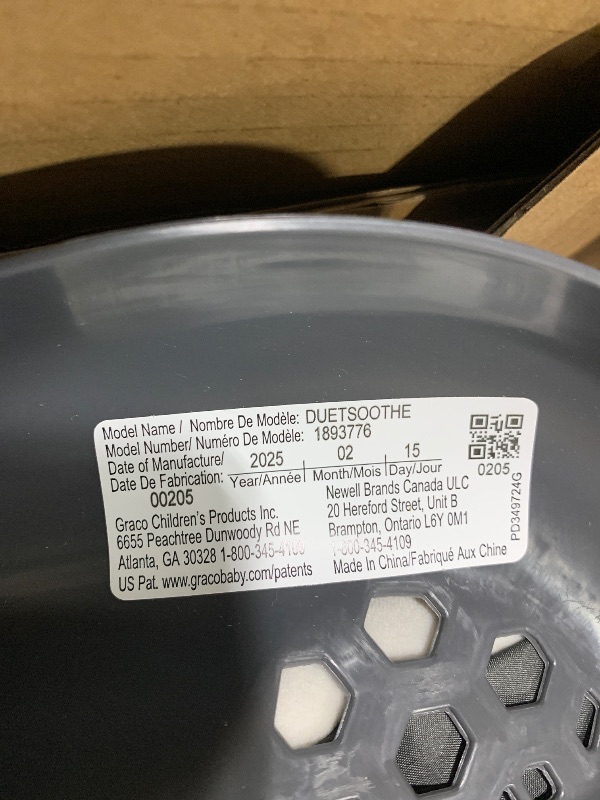 Model Name / Nombre De Modèle: DUETSOOTHE
Model Number/ Numéro De Modèle: 1893776
Date of Manufacture/ 2025 02 15
Date De Fabrication: Year/Année Month/Mois Day/Jour
00205
Graco Children's Products Inc.
6655 Peachtree Dunwoody Rd NE
Atlanta, GA 30328 1-800-345-4109
US Pat. www.gracobaby.com/patents
Newell Brands Canada ULC
20 Hereford Street, Unit B
Brampton, Ontario L6Y 0M1
1-800-345-4109
Made In China/Fabriqué Aux Chine
0205
PD349724G